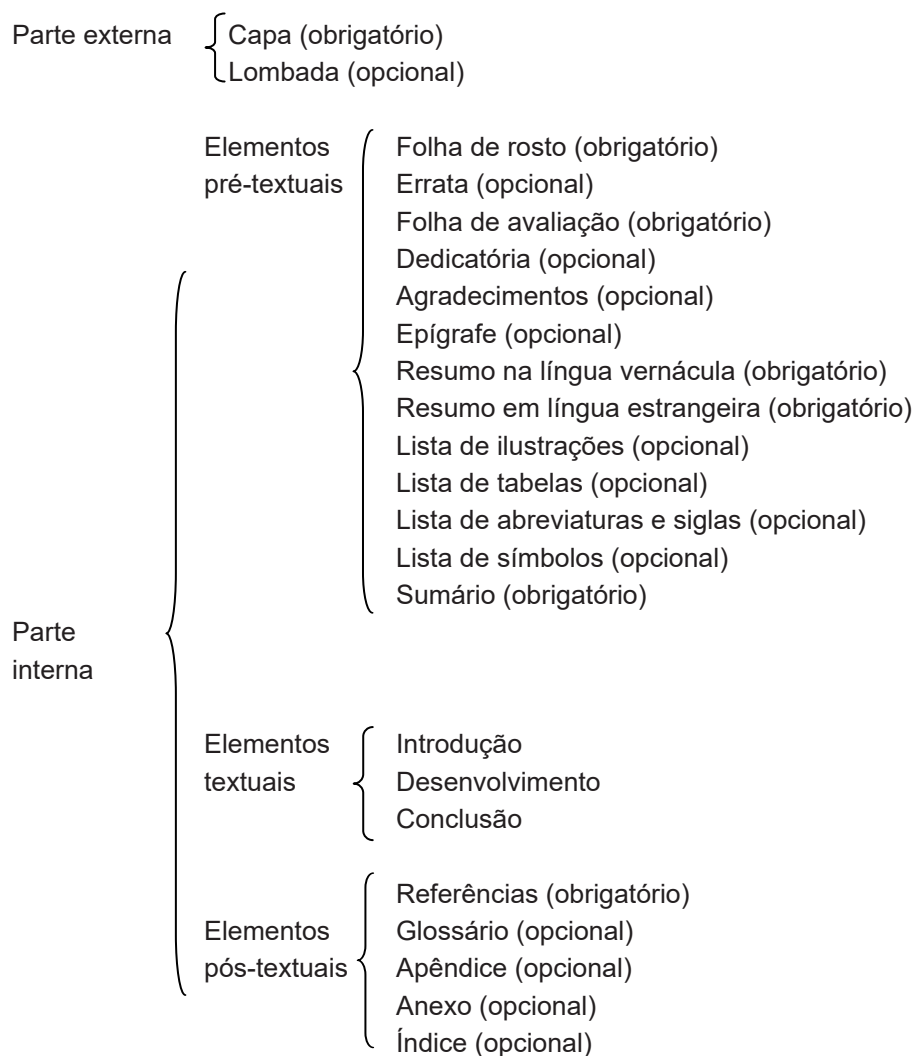 Parte externa Capa (obrigatório)
Lombada (opcional)
Elementos Folha de rosto (obrigatório)
pré-textuais Errata (opcional)
Folha de avaliação (obrigatório)
Dedicatória (opcional)
Agradecimentos (opcional)
Epígrafe (opcional)
Resumo na língua vernácula (obrigatório)
Resumo em língua estrangeira (obrigatório)
Lista de ilustrações (opcional)
Lista de tabelas (opcional)
Lista de abreviaturas e siglas (opcional)
Lista de símbolos (opcional)
Sumário (obrigatório)
Parte
interna
Elementos Introdução
textuais Desenvolvimento
Conclusão
Referências (obrigatório)
Elementos Glossário (opcional)
pós-textuais Apêndice (opcional)
Anexo (opcional)
Índice (opcional)